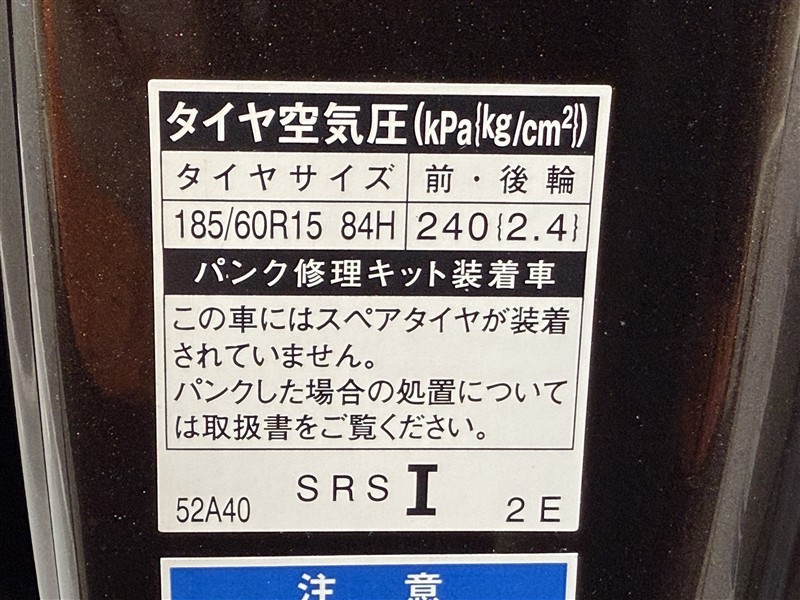 タイヤ空気圧(kPa{kg/cm²})
タイヤサイズ 前・後輪
185/60R15 84H 240{2.4}
パンク修理キット装着車
この車にはスペアタイヤが装着
されていません。
パンクした場合の処置について
は取扱書をご覧ください。
52A40 SRS I 2E
注意